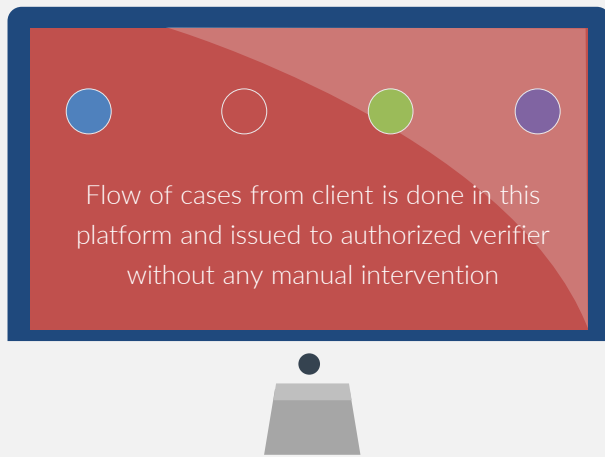 Flow of cases from client is done in this
platform and issued to authorized verifier
without any manual intervention